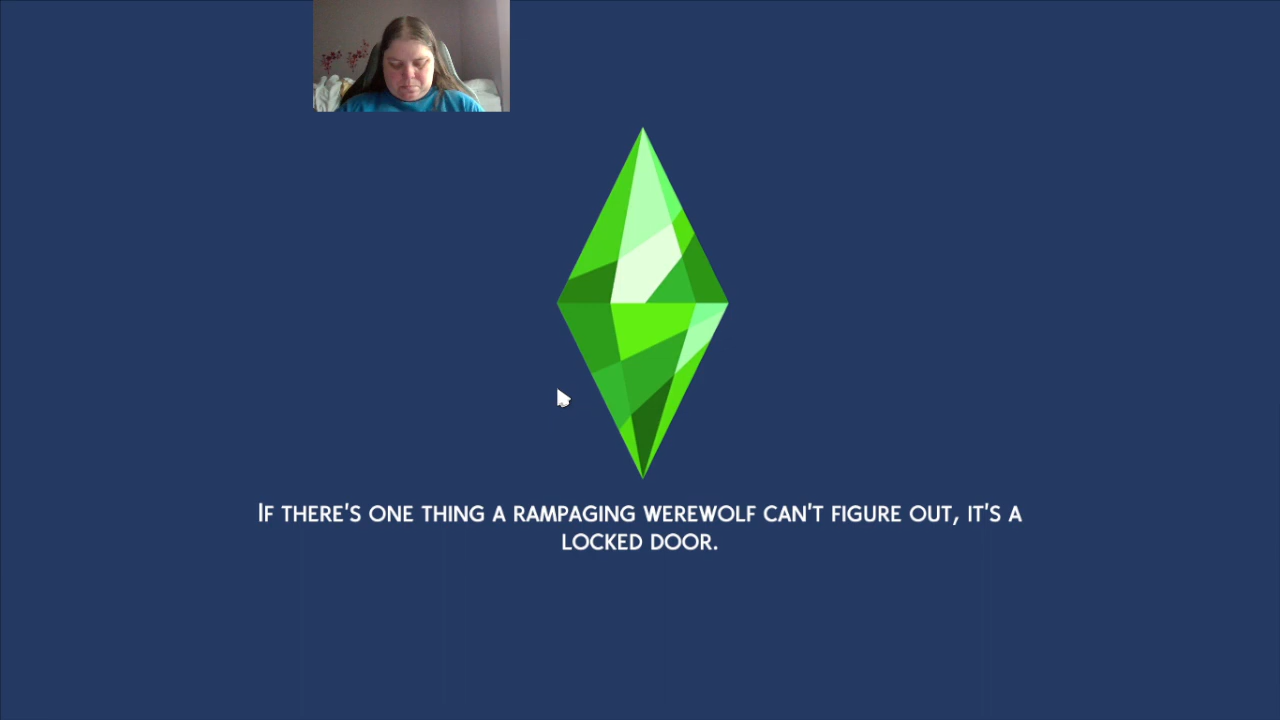 IF THERE'S ONE THING A RAMPAGING WEREWOLF CAN'T FIGURE OUT, IT'S A
LOCKED DOOR.